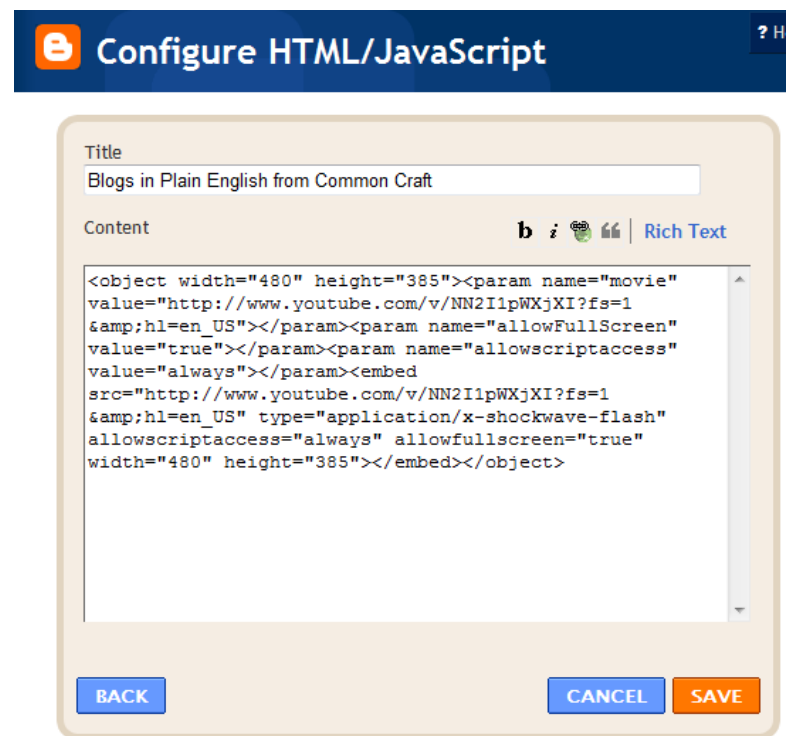 Configure HTML/JavaScript
? H
Title
Blogs in Plain English from Common Craft
Content
b i Rich Text
<object width="480" height="385"><param name="movie"
value="http://www.youtube.com/v/NN2I1pWXjXI?fs=1
&amp;hl=en_US"></param><param name="allowFullScreen"
value="true"></param><param name="allowscriptaccess"
value="always"></param><embed
src="http://www.youtube.com/v/NN2I1pWXjXI?fs=1
&amp;hl=en_US" type="application/x-shockwave-flash"
allowscriptaccess="always" allowfullscreen="true"
width="480" height="385"></embed></object>
BACK CANCEL SAVE